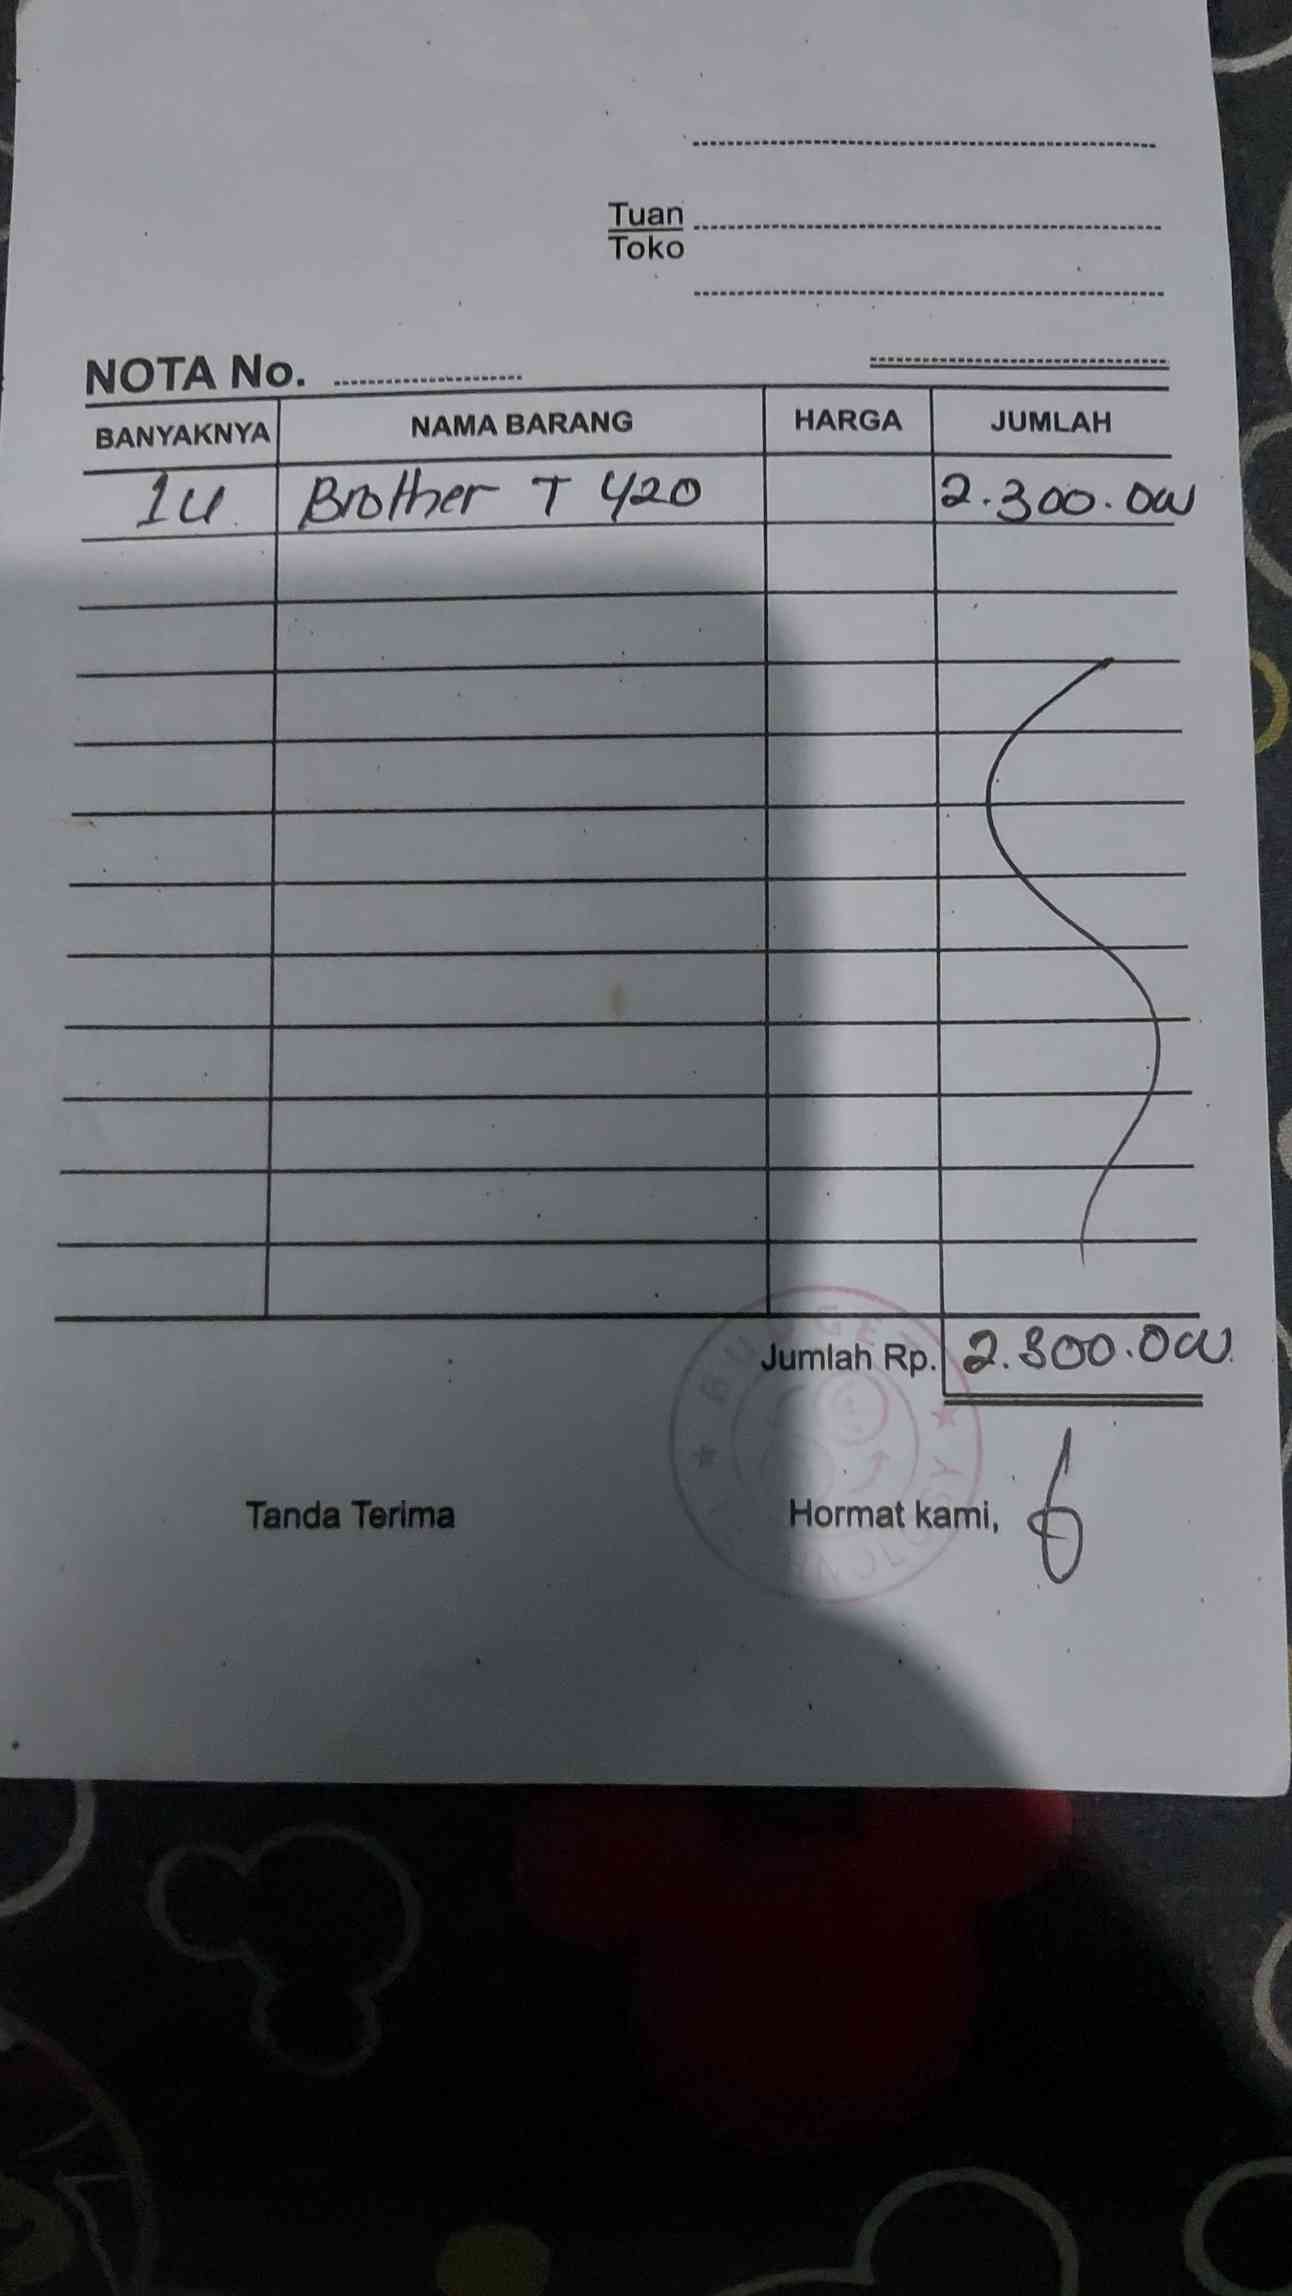 Tuan
Toko
NOTA No.
BANYAKNYA NAMA BARANG HARGA JUMLAH
1 U Brother T 420 2.300.000
Jumlah Rp. 2.300.000
Tanda Terima Hormat kami,